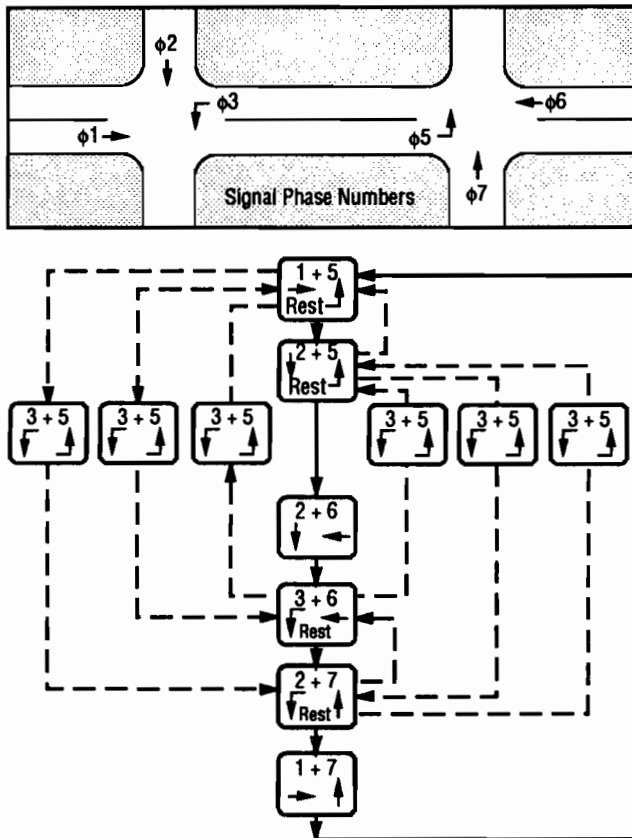 ϕ2
ϕ3
ϕ6
ϕ1
ϕ5
Signal Phase Numbers
ϕ7
1 + 5
Rest
2 + 5
Rest
3 + 5
3 + 5
3 + 5
3 + 5
3 + 5
3 + 5
2 + 6
3 + 6
Rest
2 + 7
Rest
1 + 7